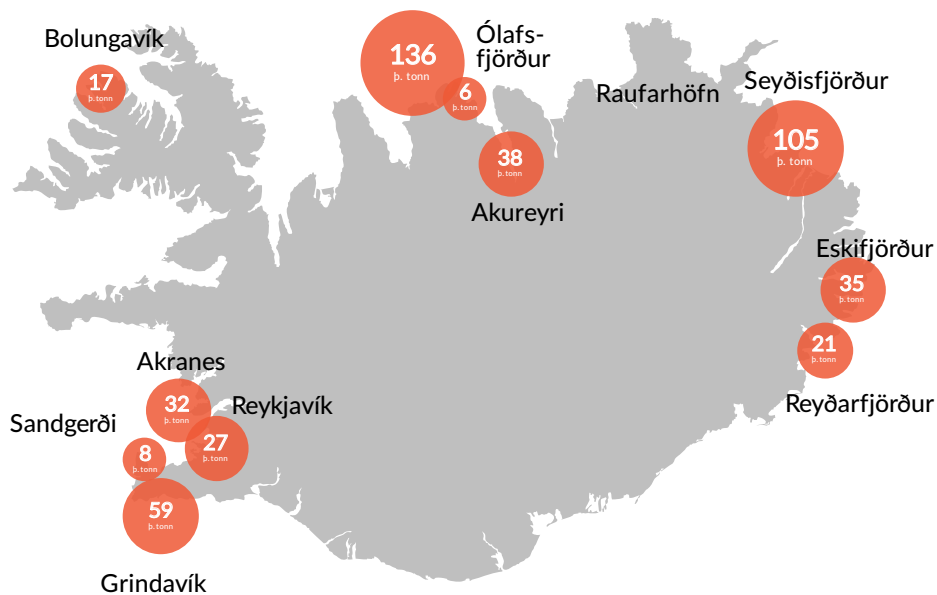 Bolungavík
17
þ. tonn
136
þ. tonn
Ólafs-
fjörður
6
þ. tonn
38
þ. tonn
Akureyri
Raufarhöfn
Seyðisfjörður
105
þ. tonn
Eskifjörður
35
þ. tonn
21
þ. tonn
Reyðarfjörður
Akranes
32
þ. tonn
Reykjavík
27
þ. tonn
Sandgerði
8
þ. tonn
59
þ. tonn
Grindavík